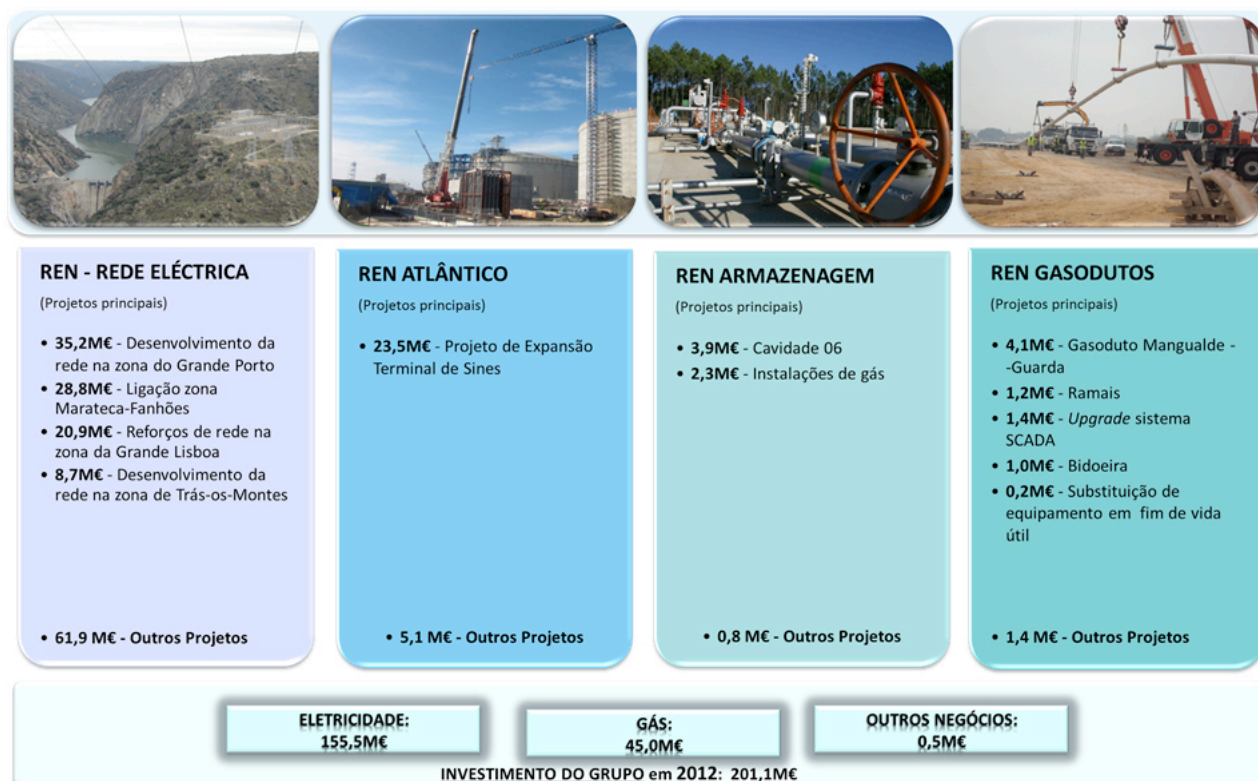 REN - REDE ELÉCTRICA
(Projetos principais)
• 35,2M€ - Desenvolvimento da
rede na zona do Grande Porto
• 28,8M€ - Ligação zona
Marateca-Fanhões
• 20,9M€ - Reforços de rede na
zona da Grande Lisboa
• 8,7M€ - Desenvolvimento da
rede na zona de Trás-os-Montes
• 61,9 M€ - Outros Projetos
REN ATLÂNTICO
(Projetos principais)
• 23,5M€ - Projeto de Expansão
Terminal de Sines
• 5,1 M€ - Outros Projetos
REN ARMAZENAGEM
(Projetos principais)
• 3,9M€ - Cavidade 06
• 2,3M€ - Instalações de gás
• 0,8 M€ - Outros Projetos
REN GASODUTOS
(Projetos principais)
• 4,1M€ - Gasoduto Mangualde -
-Guarda
• 1,2M€ - Ramais
• 1,4M€ - Upgrade sistema
SCADA
• 1,0M€ - Bidoeira
• 0,2M€ - Substituição de
equipamento em fim de vida
útil
• 1,4 M€ - Outros Projetos
ELETRICIDADE:
155,5M€
GÁS:
45,0M€
OUTROS NEGÓCIOS:
0,5M€
INVESTIMENTO DO GRUPO em 2012: 201,1M€